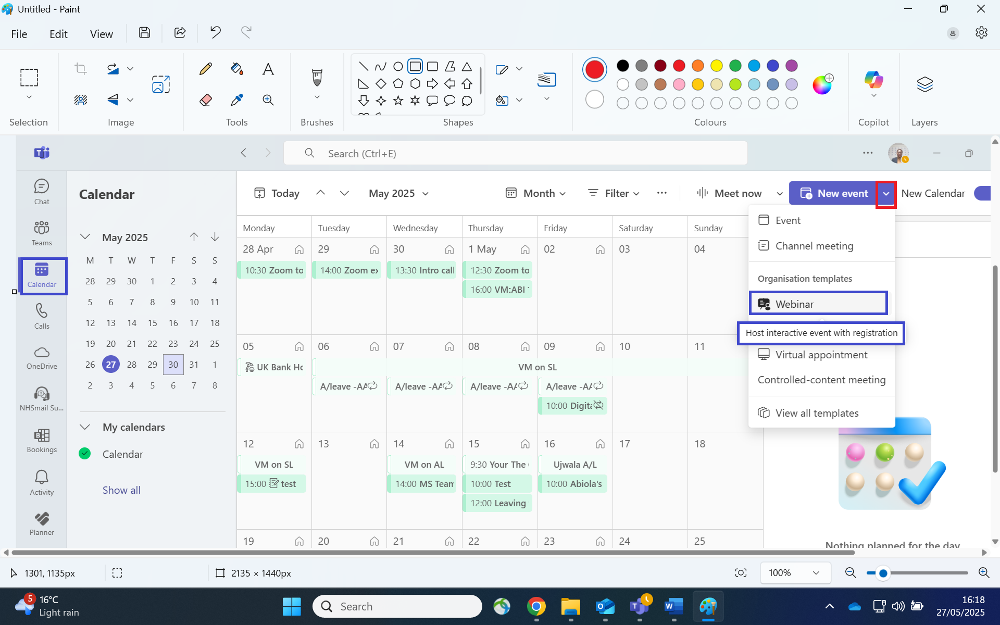 Untitled - Paint
File Edit View
Selection Image Tools Brushes Shapes Colours Copilot Layers
Search (Ctrl+E)
Chat
Teams
Calendar
Calls
OneDrive
NHSmail Su...
Bookings
Activity
Planner
Calendar
May 2025
M T W T F S S
28 29 30 1 2 3 4
5 6 7 8 9 10 11
12 13 14 15 16 17 18
19 20 21 22 23 24 25
26 27 28 29 30 31 1
2 3 4 5 6 7 8
My calendars
Calendar
Show all
Today May 2025 Month Filter ... Meet now New event New Calendar
Monday Tuesday Wednesday Thursday Friday Saturday Sunday
28 Apr 29 30 1 May 02 03 04
10:30 Zoom to 14:00 Zoom ex 13:30 Intro call 12:30 Zoom to
16:00 VM:ABI
05 06 07 08 09 10 11
UK Bank Ho VM on SL
A/leave -AA A/leave -AA A/leave -AA A/leave -AA
10:00 Digita
12 13 14 15 16 17 18
VM on SL VM on AL 9:30 Your The Ujwala A/L
15:00 test 14:00 MS Team 10:00 Test 10:00 Abiola's
12:00 Leaving
19 20 21 22 23 24 25
Event
Channel meeting
Organisation templates
Webinar
Host interactive event with registration
Virtual appointment
Controlled-content meeting
View all templates
Nothing planned for the day
1301, 1135px 2135 × 1440px 100%
5 16°C
Light rain
Search
16:18
27/05/2025